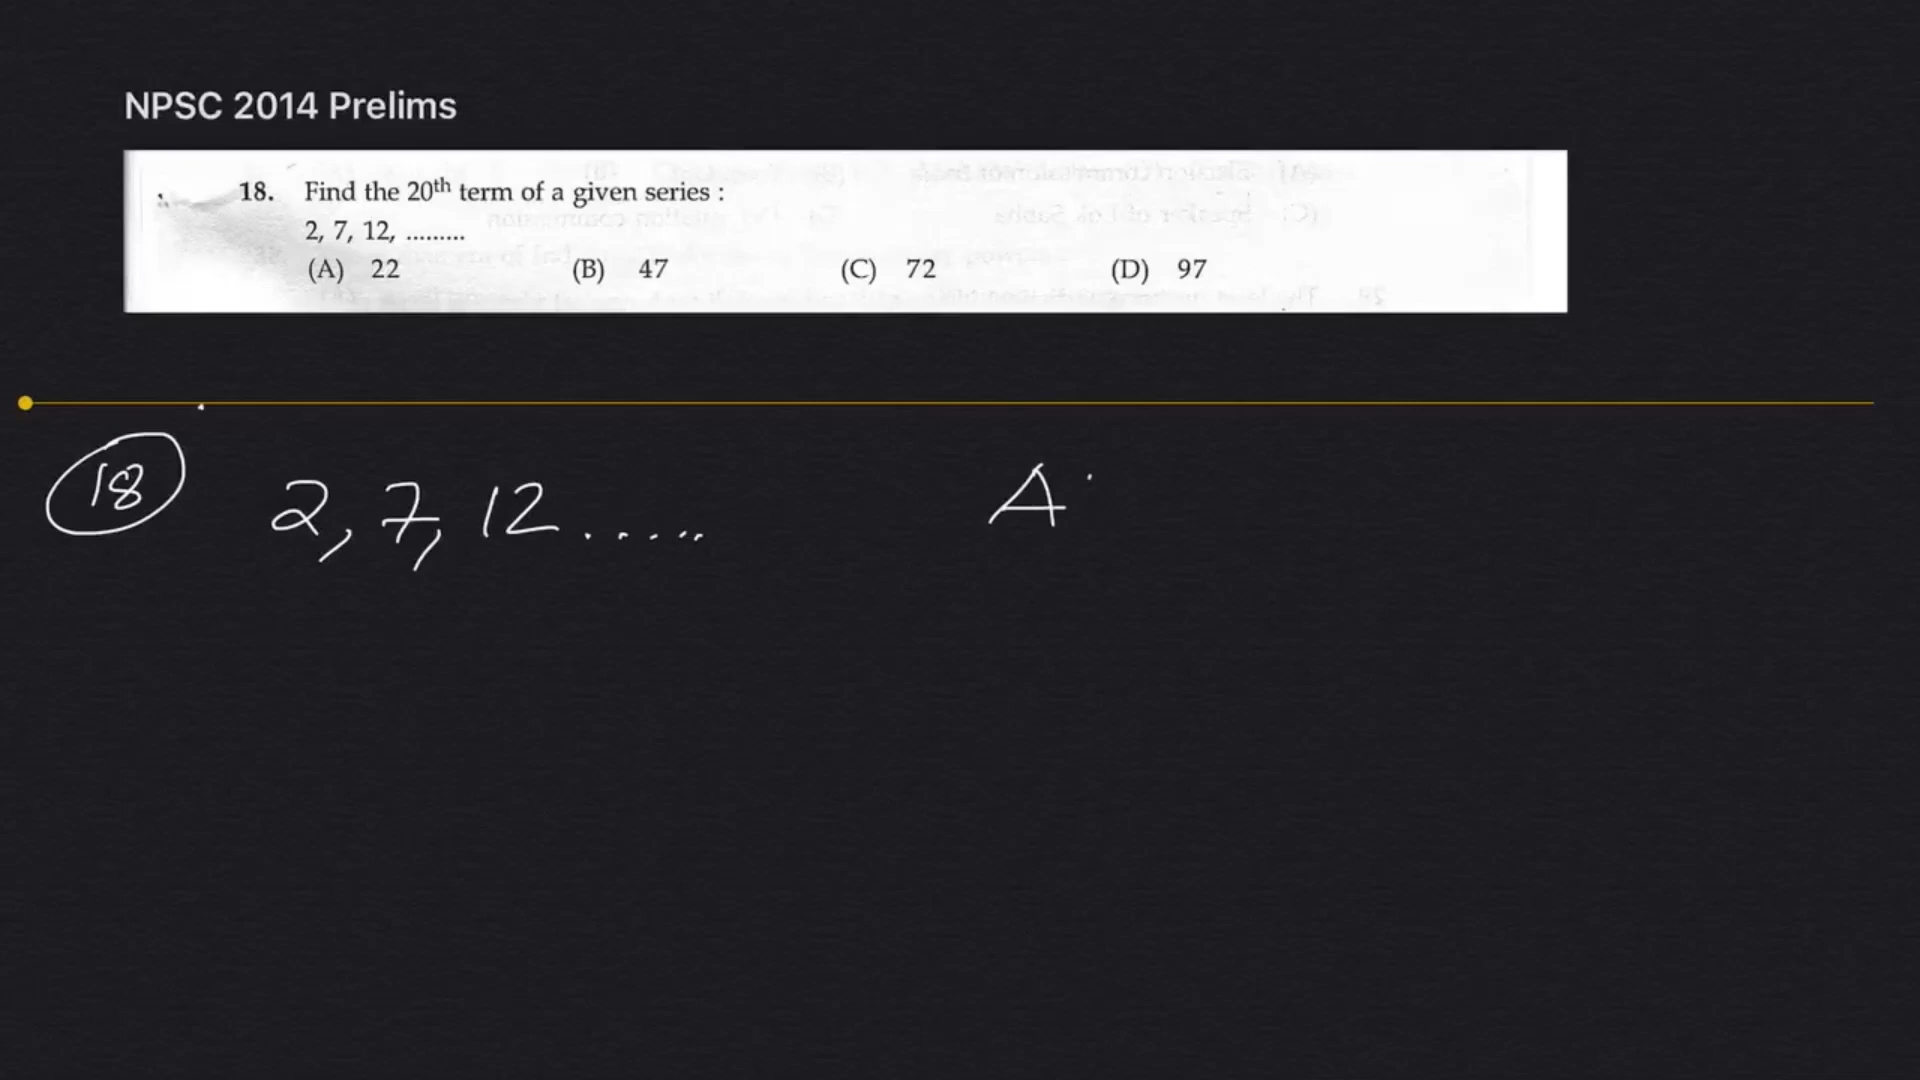 NPSC 2014 Prelims
18. Find the 20th term of a given series :
2, 7, 12, .........
(A) 22 (B) 47 (C) 72 (D) 97
18 2, 7, 12 ..... A